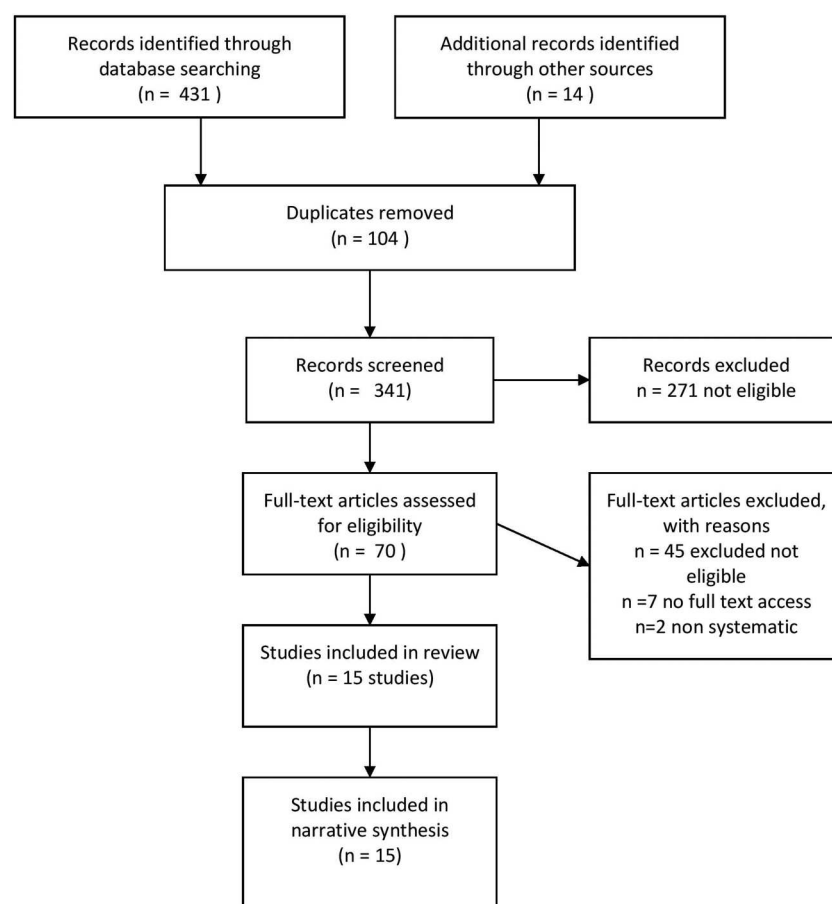 Records identified through
database searching
(n = 431 )
Additional records identified
through other sources
(n = 14 )
Duplicates removed
(n = 104 )
Records screened
(n = 341)
Records excluded
n = 271 not eligible
Full-text articles assessed
for eligibility
(n = 70 )
Full-text articles excluded,
with reasons
n = 45 excluded not
eligible
n =7 no full text access
n=2 non systematic
Studies included in review
(n = 15 studies)
Studies included in
narrative synthesis
(n = 15)